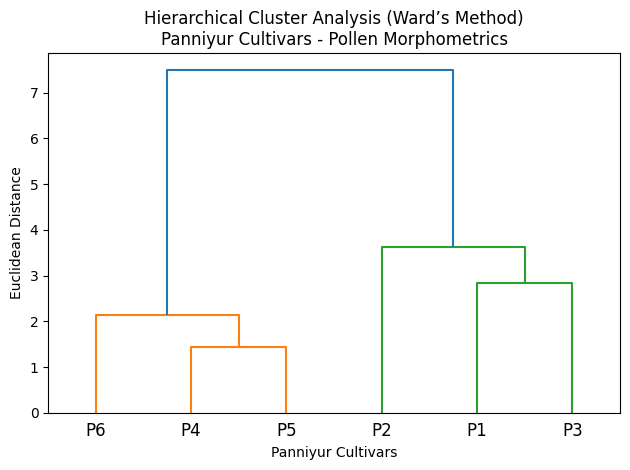 Hierarchical Cluster Analysis (Ward’s Method)
Panniyur Cultivars - Pollen Morphometrics
Euclidean Distance
7
6
5
4
3
2
1
0
P6 P4 P5 P2 P1 P3
Panniyur Cultivars